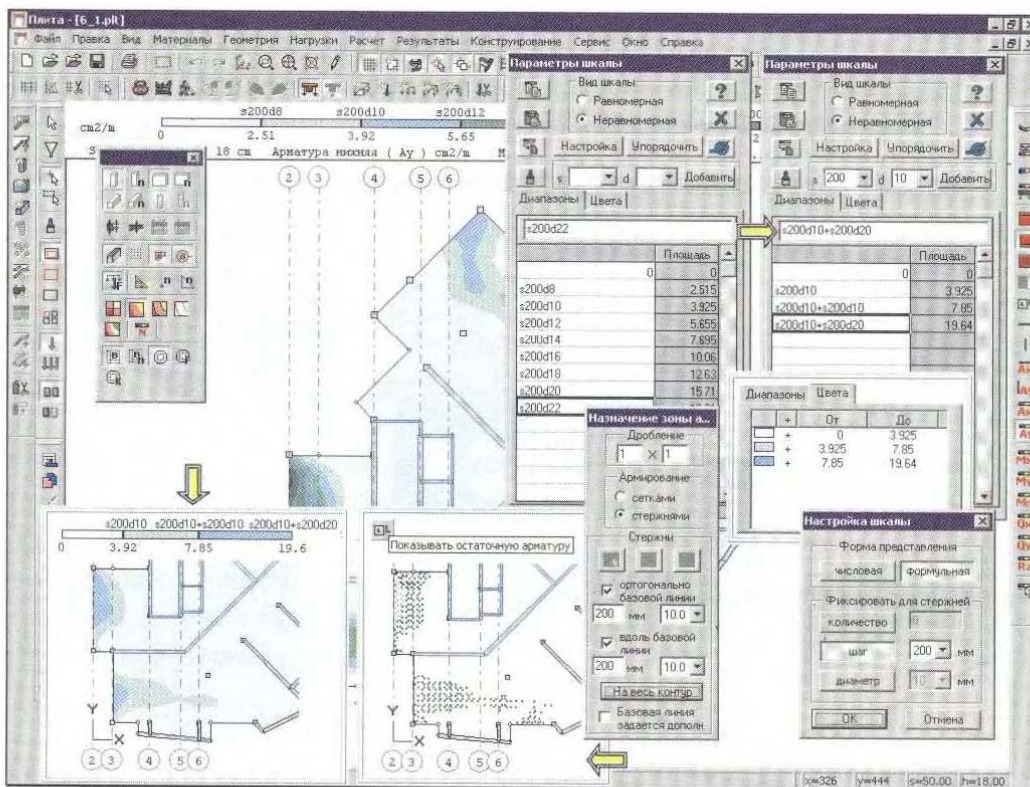 Плита - [6_1.plt]
Файл Правка Вид Материалы Геометрия Нагрузки Расчет Результаты Конструирование Сервис Окно Справка
s200d8 s200d10 s200d12
cm2/m
0 2.51 3.92 5.65
18 cm Арматура нижняя ( Ay ) cm2/m
2 3 4 5 6
Параметры шкалы
Вид шкалы
Равномерная
Неравномерная
Настройка Упорядочить
s d Добавить
Диапазоны Цвета
s200d22
Площадь
0 0
s200d8 2.515
s200d10 3.925
s200d12 5.655
s200d14 7.695
s200d16 10.06
s200d18 12.63
s200d20 15.71
s200d22
Параметры шкалы
Вид шкалы
Равномерная
Неравномерная
Настройка Упорядочить
s 200 d 10 Добавить
Диапазоны Цвета
s200d10+s200d20
Площадь
0 0
s200d10 3.925
s200d10+s200d10 7.85
s200d10+s200d20 19.64
Диапазоны Цвета
+ От До
+ 0 3.925
+ 3.925 7.85
+ 7.85 19.64
Назначение зоны а...
Дробление
1 × 1
Армирование
сетками
стержнями
Стержни
ортогонально
базовой линии
200 мм 10.0
вдоль базовой
линии
200 мм 10.0
На весь контур
Базовая линия
задается дополн.
Настройка шкалы
Форма представления
числовая формульная
Фиксировать для стержней
количество 0
шаг 200 мм
диаметр 10 мм
OK Отмена
s200d10 s200d10+s200d10 s200d10+s200d20
0 3.92 7.85 19.6
Y
X
2 3 4 5 6
Показывать остаточную арматуру
Y
X
2 3 4 5 6
x=326 y=444 s=50.00 h=18.00